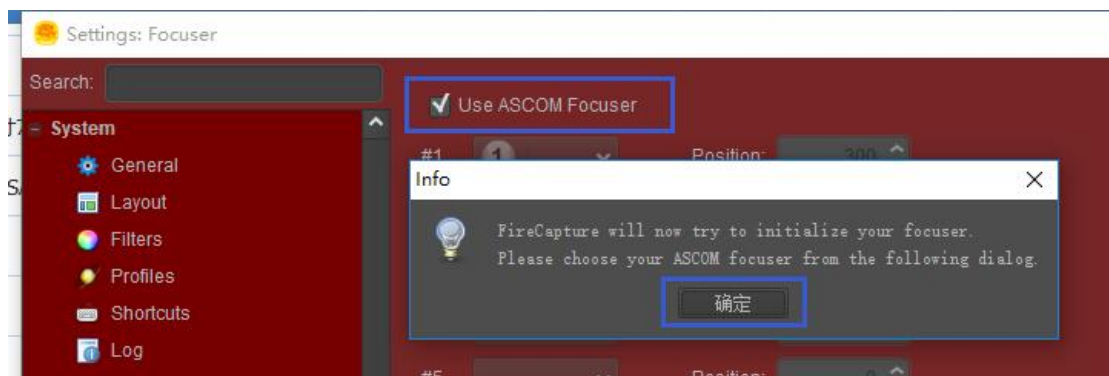 Settings: Focuser
Search:
Use ASCOM Focuser
System
#1 1 Position: 300
General
Info
Layout
FireCapture will now try to initialize your focuser.
Filters
Please choose your ASCOM focuser from the following dialog.
Profiles
确定
Shortcuts
Log
#5 Position: 0